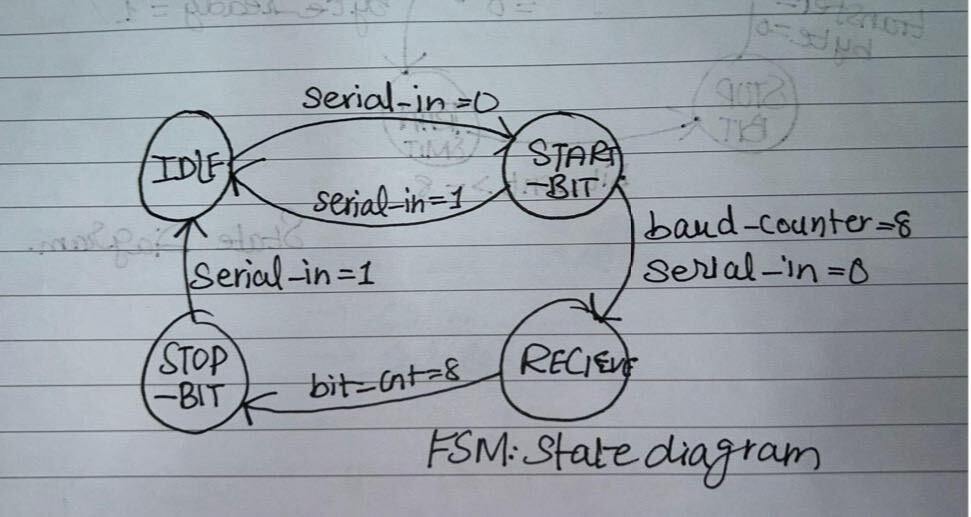 serial-in=0
IDLE
START
-BIT
serial-in=1
baud-counter=8
serial-in=0
Serial-in=1
STOP
-BIT
bit-cnt=8
RECIEVE
FSM: State diagram